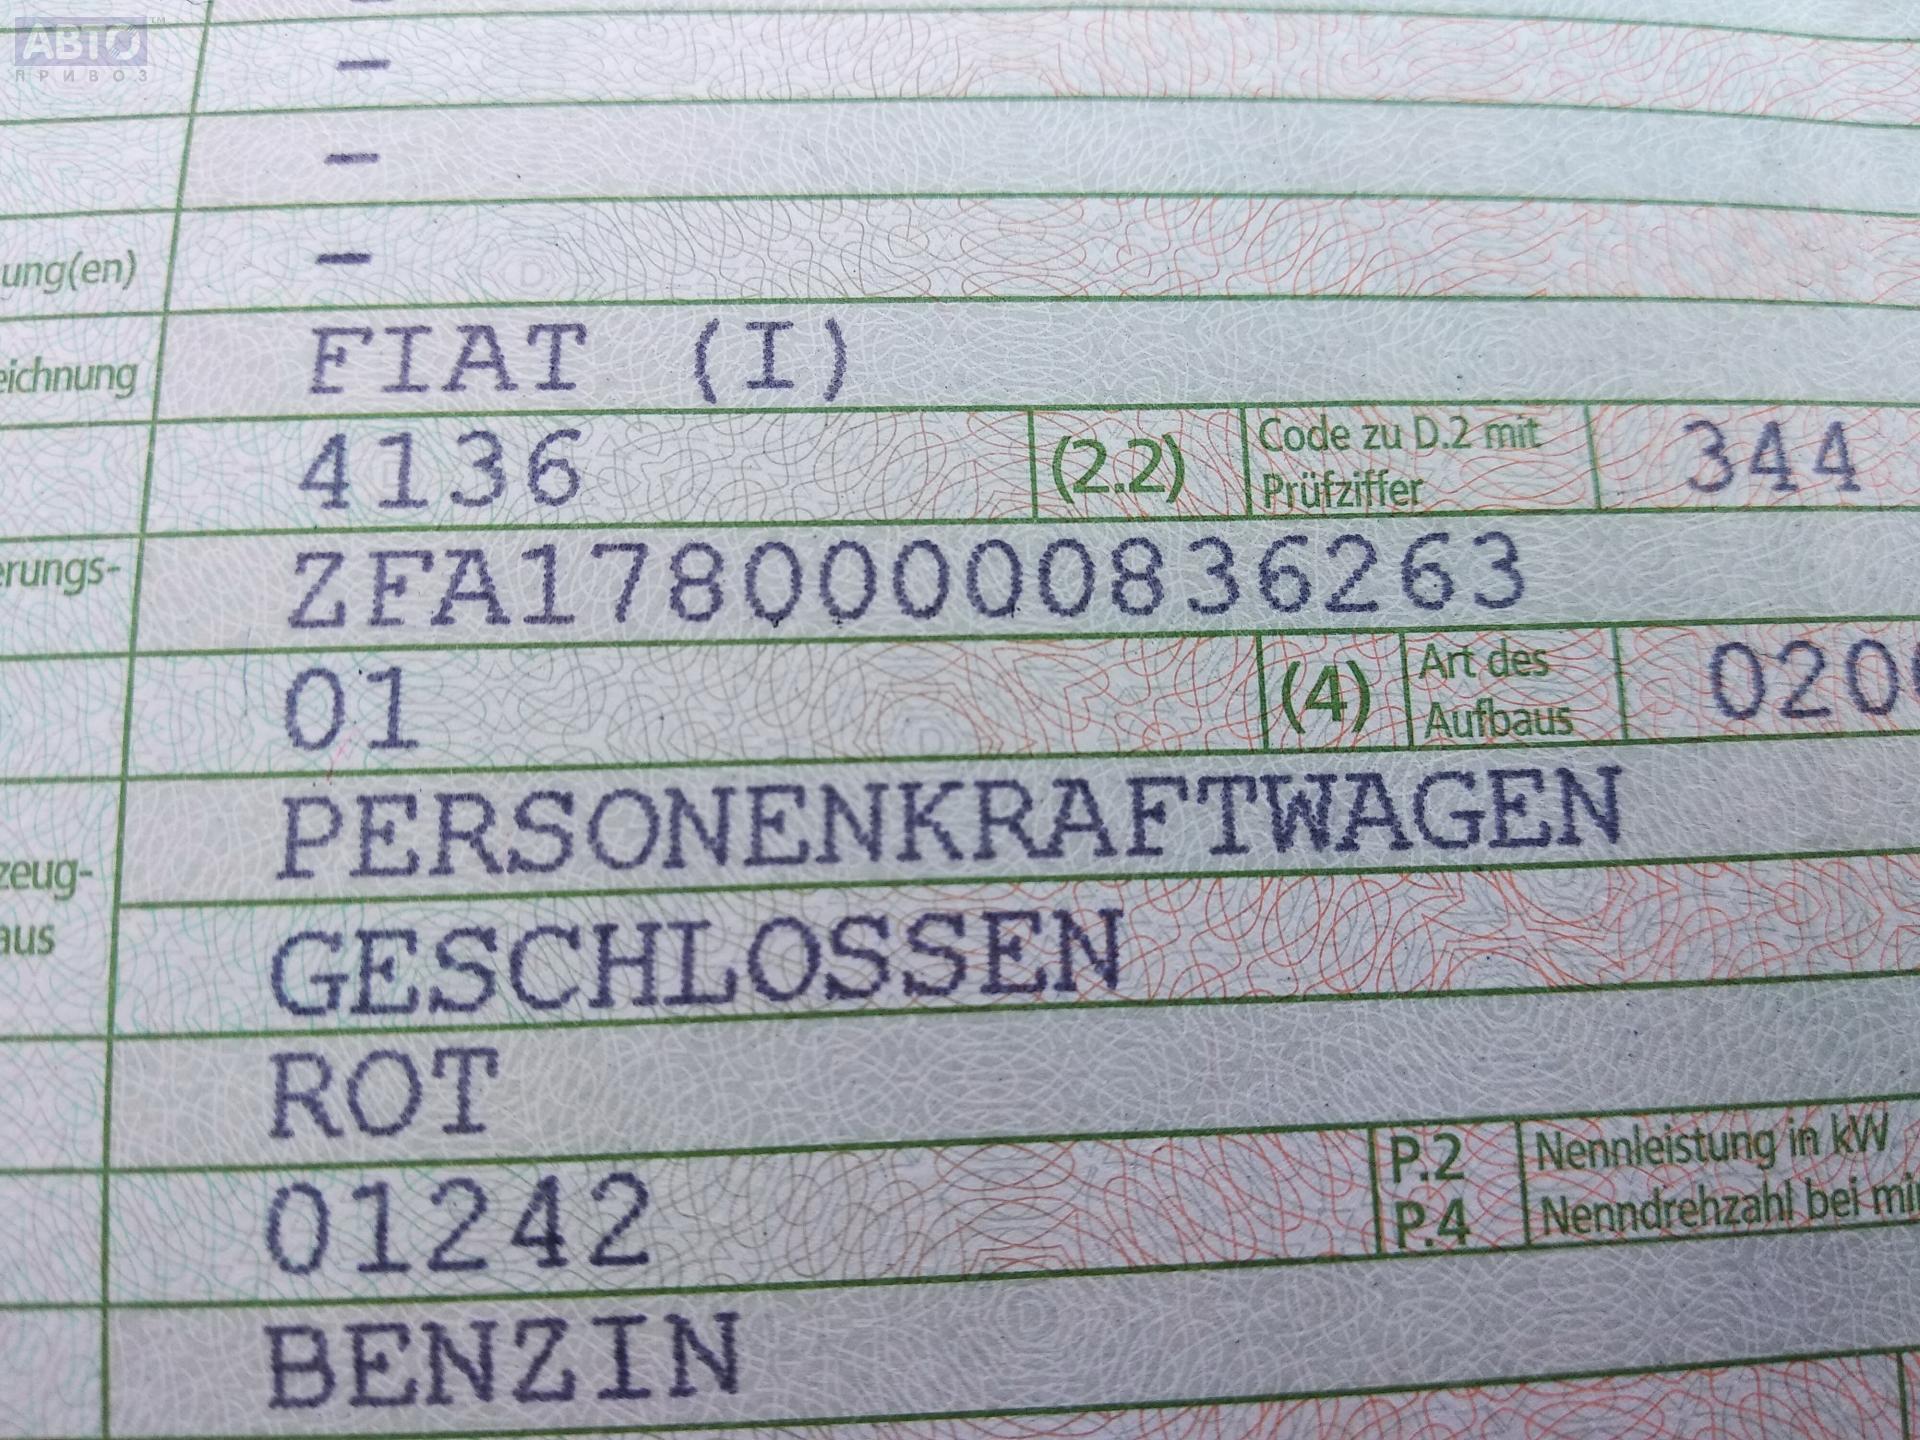 АВТО™
ПРИВОЗ
–
–
ung(en) –
eichnung FIAT (I)
4136 (2.2) Code zu D.2 mit Prüfziffer 344
erungs- ZFA17800000836263
01 (4) Art des Aufbaus 020
PERSONENKRAFTWAGEN
zeug-
aus GESCHLOSSEN
ROT
01242 P.2 Nennleistung in kW
P.4 Nenndrehzahl bei mi
BENZIN